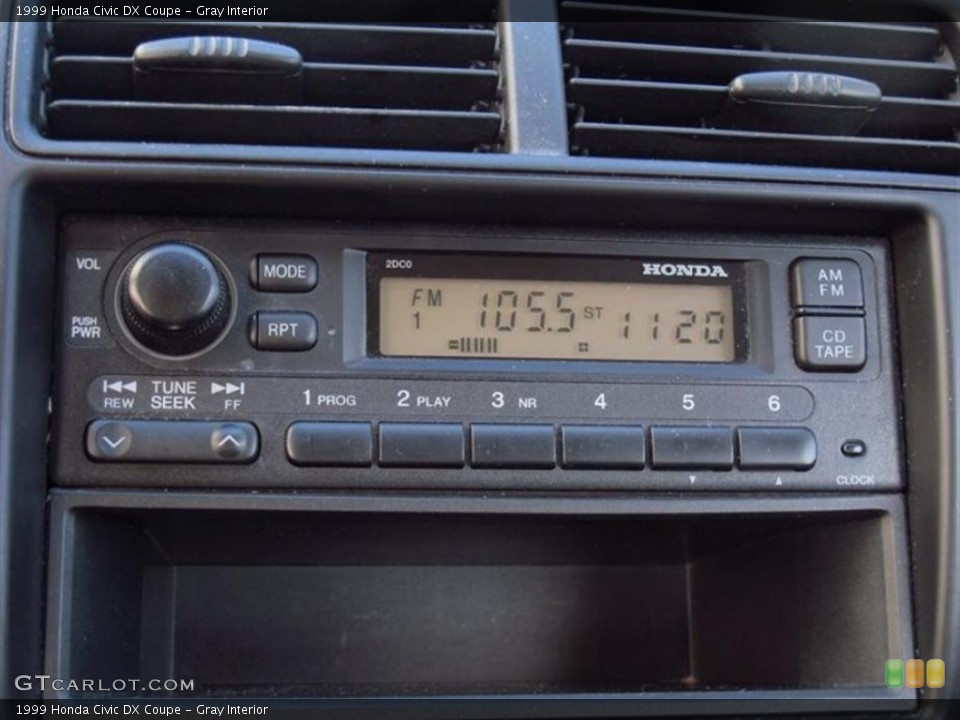 1999 Honda Civic DX Coupe - Gray Interior
VOL
PUSH
PWR
MODE
RPT
2DC0
HONDA
FM
1
105.5 ST
1120
AM
FM
CD
TAPE
REW
TUNE
SEEK
FF
1 PROG 2 PLAY 3 NR 4 5 6
CLOCK
GTCARLOT.COM
1999 Honda Civic DX Coupe - Gray Interior